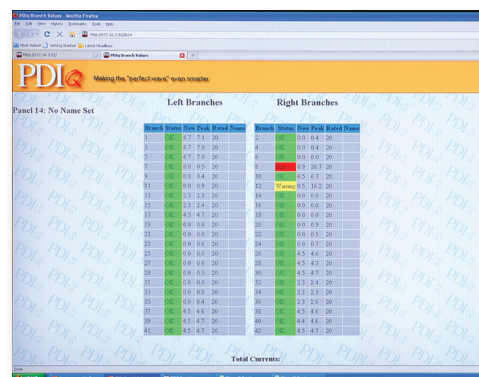 PDIq Branch Values - Mozilla Firefox
File Edit View History Bookmarks Tools Help
Most Visited Getting Started Latest Headlines
PDIq Branch Values
PDIQ
Making the "perfect wave" even smarter.
Panel 14: No Name Set
Left Branches Right Branches
Branch Status Now Peak Rated Name Branch Status Now Peak Rated Name
1 OK 6.7 7.1 20 2 OK 0.0 0.4 20
3 OK 6.7 7.0 20 4 OK 0.0 0.4 20
5 OK 6.7 7.0 20 6 OK 0.0 0.0 20
7 OK 0.0 0.5 20 8 0.9 26.7 20
9 OK 0.0 0.4 20 10 OK 6.5 6.7 20
11 OK 0.0 0.9 20 12 Warning 0.5 16.2 20
13 OK 2.3 2.3 20 14 OK 0.0 0.0 20
15 OK 2.3 2.4 20 16 OK 0.0 0.0 20
17 OK 4.5 4.7 20 18 OK 0.0 0.0 20
19 OK 0.0 0.0 20 20 OK 0.0 0.9 20
21 OK 0.0 0.0 20 22 OK 0.0 0.5 20
23 OK 0.0 0.6 20 24 OK 0.0 0.7 20
25 OK 0.0 0.6 20 26 OK 4.5 4.6 20
27 OK 0.0 0.6 20 28 OK 4.5 4.7 20
29 OK 0.0 0.0 20 30 OK 4.5 4.7 20
31 OK 0.0 0.0 20 32 OK 2.3 2.4 20
33 OK 0.0 0.8 20 34 OK 2.3 2.3 20
35 OK 0.0 0.4 20 36 OK 2.3 2.6 20
37 OK 4.5 4.6 20 38 OK 4.5 4.6 20
39 OK 4.5 4.7 20 40 OK 4.4 4.6 20
41 OK 4.5 4.7 20 42 OK 4.5 4.7 20
Total Currents:
Done